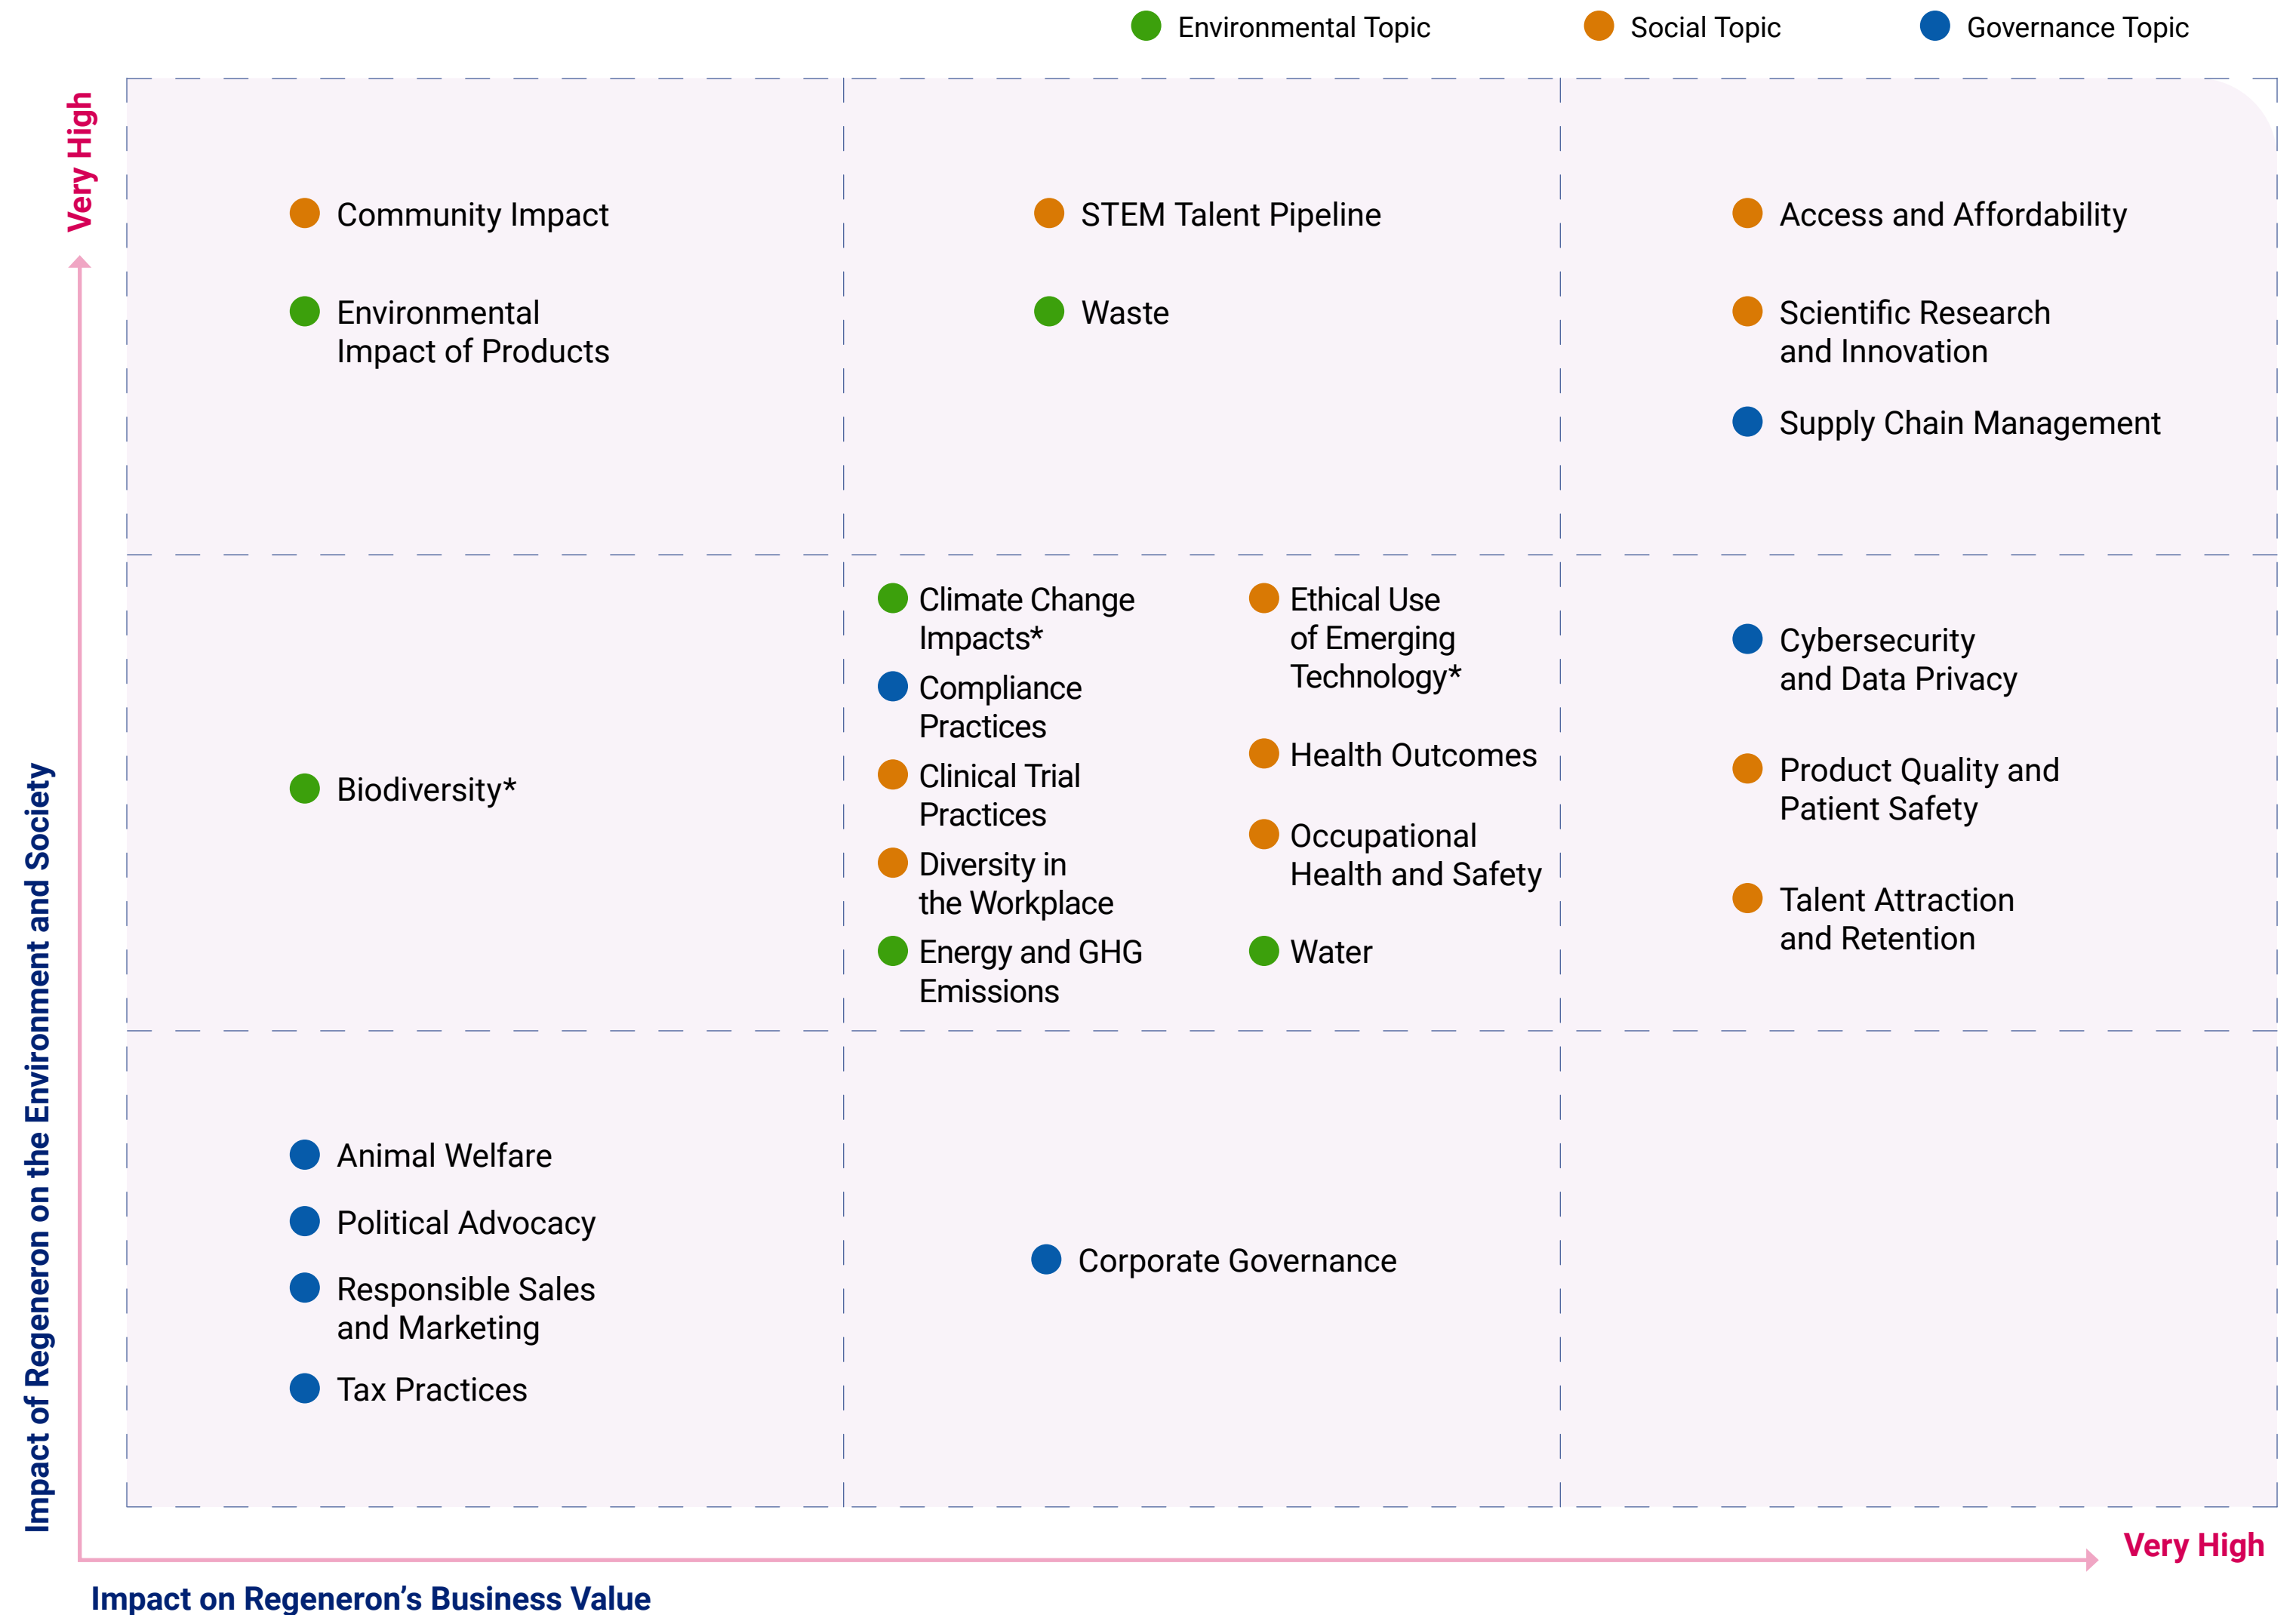 Environmental Topic
Social Topic
Governance Topic
Very High
Impact of Regeneron on the Environment and Society
Community Impact
Environmental
Impact of Products
STEM Talent Pipeline
Waste
Access and Affordability
Scientific Research
and Innovation
Supply Chain Management
Biodiversity*
Climate Change
Impacts*
Compliance
Practices
Clinical Trial
Practices
Diversity in
the Workplace
Energy and GHG
Emissions
Ethical Use
of Emerging
Technology*
Health Outcomes
Occupational
Health and Safety
Water
Cybersecurity
and Data Privacy
Product Quality and
Patient Safety
Talent Attraction
and Retention
Animal Welfare
Political Advocacy
Responsible Sales
and Marketing
Tax Practices
Corporate Governance
Very High
Impact on Regeneron’s Business Value